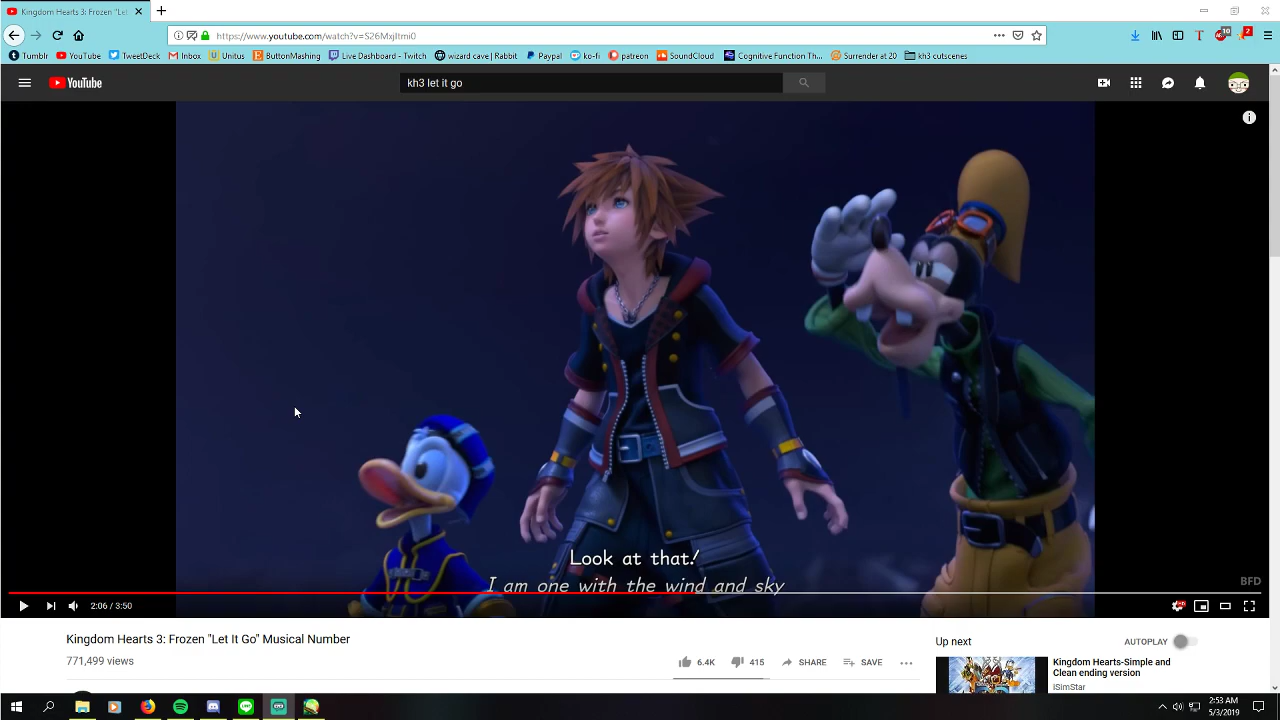 Kingdom Hearts 3: Frozen "Let
https://www.youtube.com/watch?v=S26MxjItmi0
10
2
Tumblr YouTube TweetDeck Inbox Unitus ButtonMashing Live Dashboard - Twitch wizard cave | Rabbit Paypal ko-fi patreon SoundCloud Cognitive Function Th... Surrender at 20 kh3 cutscenes
YouTube
kh3 let it go
Look at that!
I am one with the wind and sky
BFD
2:06 / 3:50
HD
Kingdom Hearts 3: Frozen "Let It Go" Musical Number
771,499 views
6.4K 415 SHARE SAVE
Up next
AUTOPLAY
Kingdom Hearts-Simple and
Clean ending version
iSimStar
2:53 AM
5/3/2019